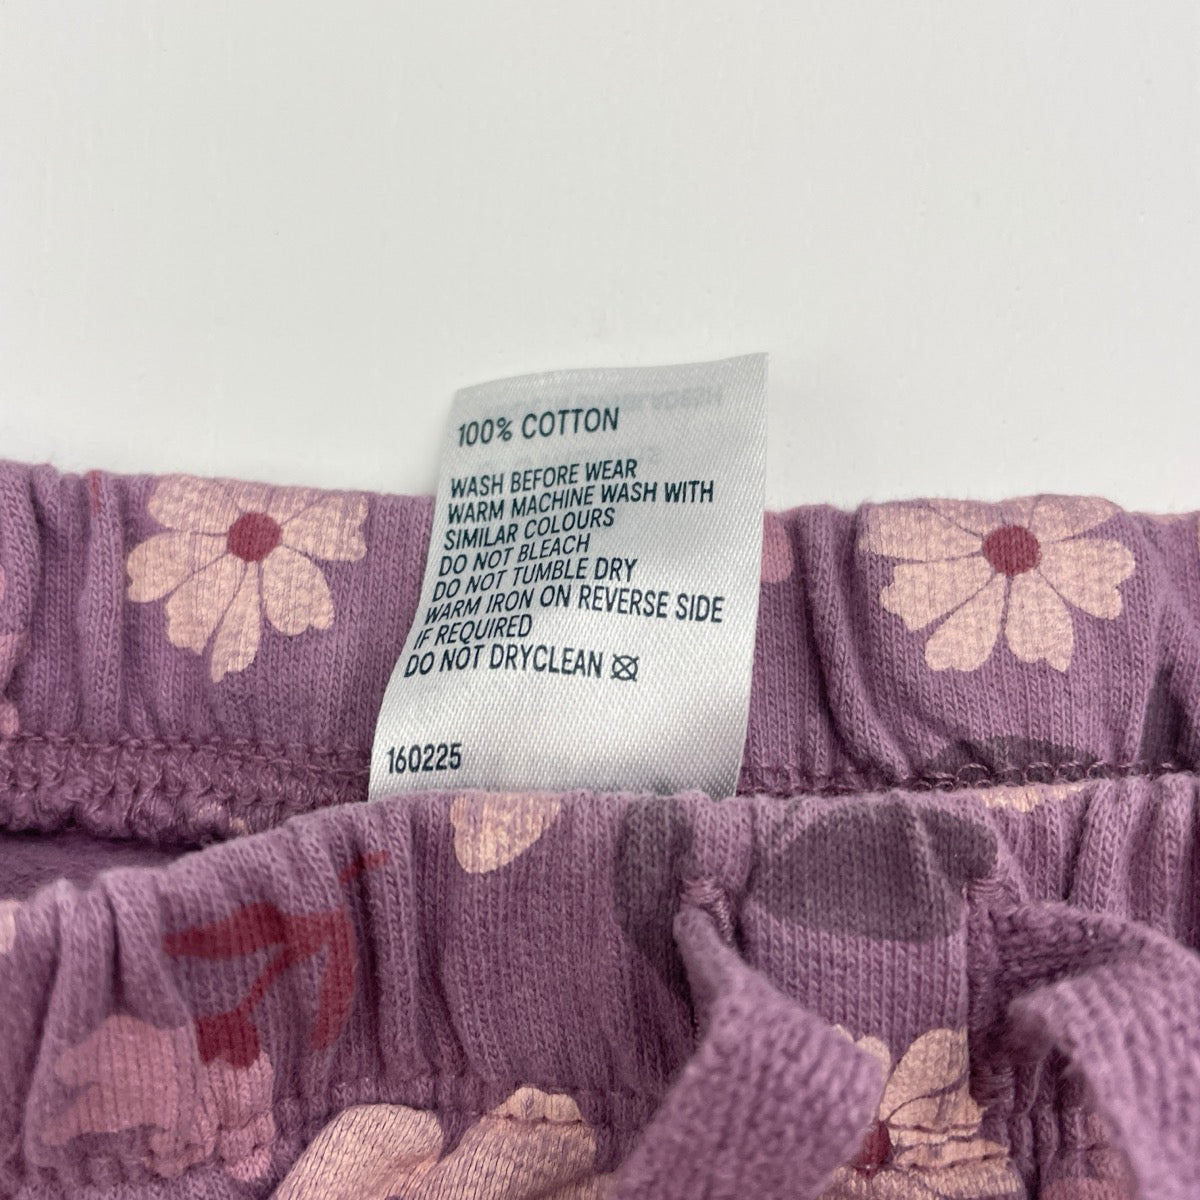 100% COTTON
WASH BEFORE WEAR
WARM MACHINE WASH WITH
SIMILAR COLOURS
DO NOT BLEACH
DO NOT TUMBLE DRY
WARM IRON ON REVERSE SIDE
IF REQUIRED
DO NOT DRYCLEAN
160225